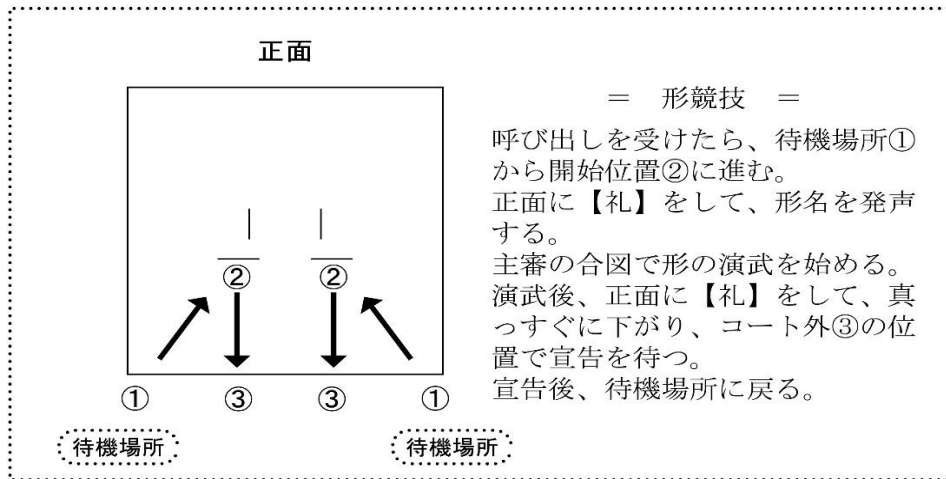 正面
②　②
①　③　③　①
待機場所　待機場所
＝　形競技　＝
呼び出しを受けたら、待機場所①
から開始位置②に進む。
正面に【礼】をして、形名を発声
する。
主審の合図で形の演武を始める。
演武後、正面に【礼】をして、真
っすぐに下がり、コート外③の位
置で宣告を待つ。
宣告後、待機場所に戻る。